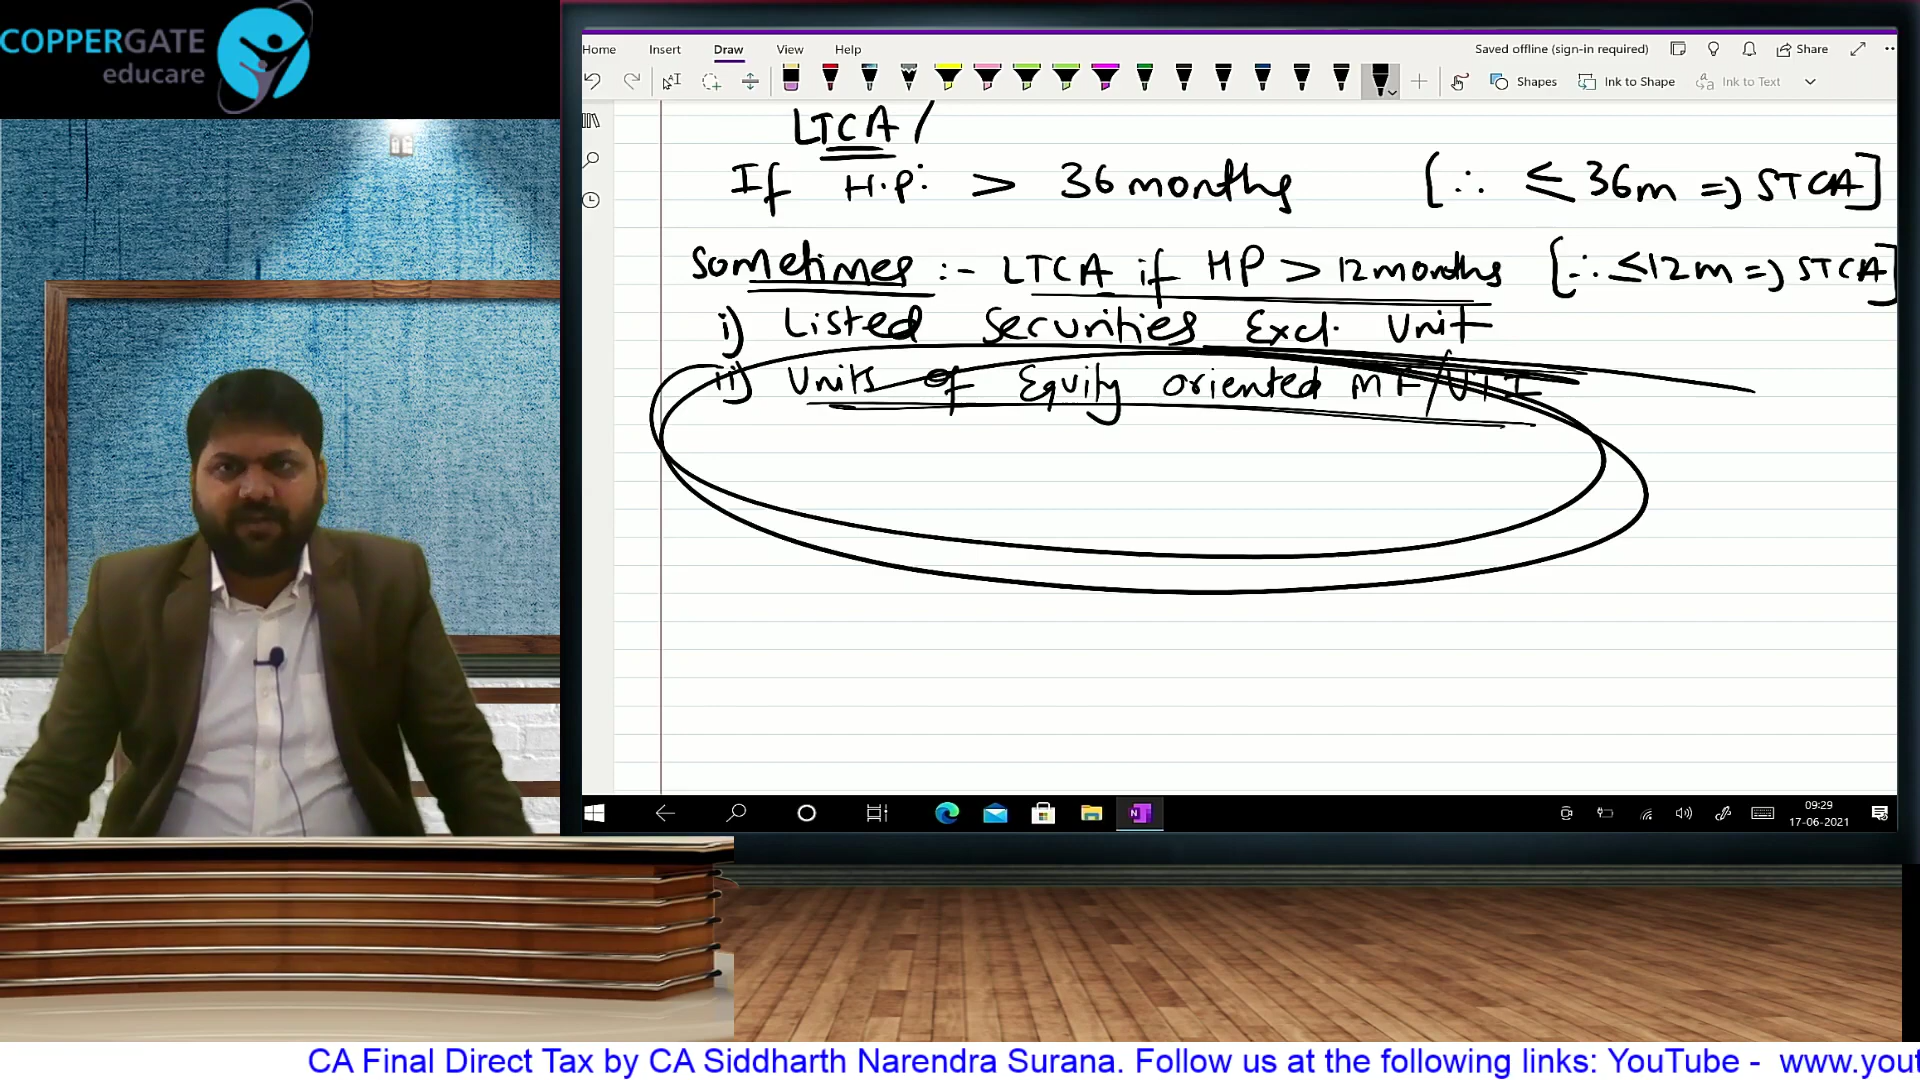 COPPERGATE
educare
Home Insert Draw View Help Saved offline (sign-in required) Share
Shapes Ink to Shape Ink to Text
LTCA /
If H.P. > 36 months [∴ ≤ 36m => STCA]
Sometimes :- LTCA if HP > 12 months [∴ ≤12m => STCA]
i) Listed Securities Excl. Unit
ii) Units of Equity oriented MF/UTI
09:29
17-06-2021
CA Final Direct Tax by CA Siddharth Narendra Surana. Follow us at the following links: YouTube - www.yout